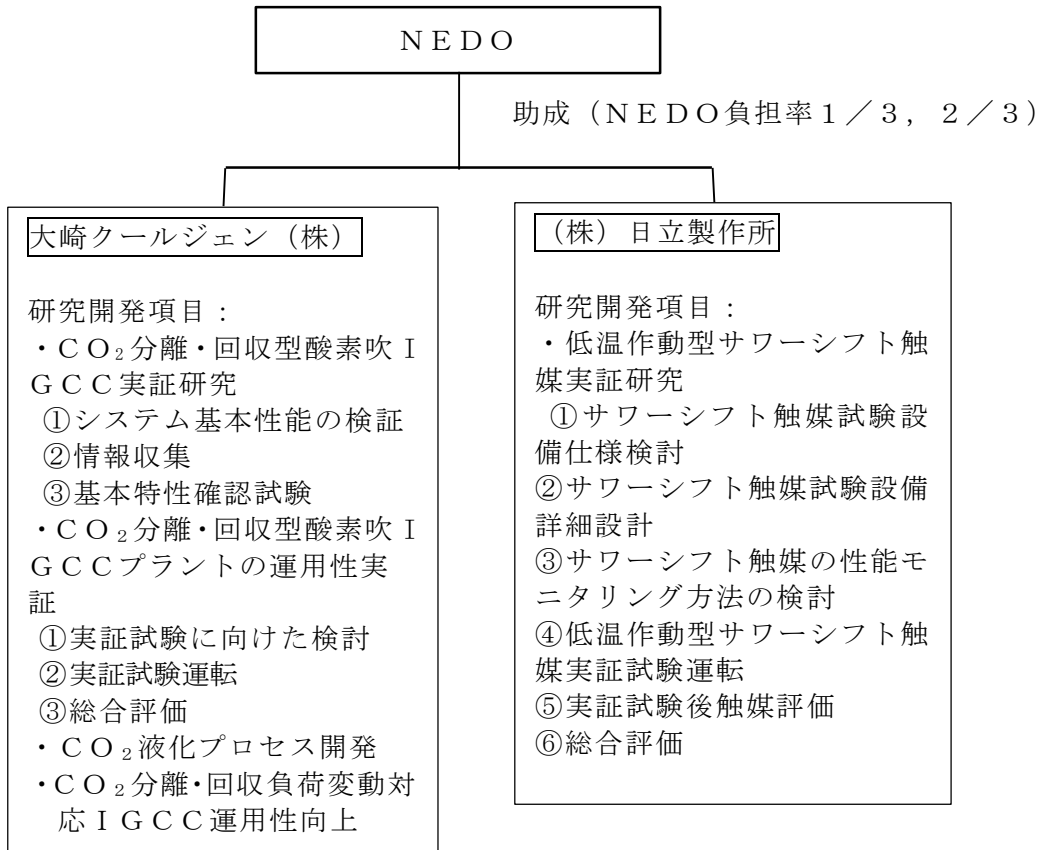 ＮＥＤＯ
助成（ＮＥＤＯ負担率１／３，２／３）
大崎クールジェン（株）
研究開発項目：
・ＣＯ₂分離・回収型酸素吹Ｉ
ＧＣＣ実証研究
①システム基本性能の検証
②情報収集
③基本特性確認試験
・ＣＯ₂分離・回収型酸素吹Ｉ
ＧＣＣプラントの運用性実
証
①実証試験に向けた検討
②実証試験運転
③総合評価
・ＣＯ₂液化プロセス開発
・ＣＯ₂分離・回収負荷変動対
応ＩＧＣＣ運用性向上
（株）日立製作所
研究開発項目：
・低温作動型サワーシフト触
媒実証研究
①サワーシフト触媒試験設
備仕様検討
②サワーシフト触媒試験設備
詳細設計
③サワーシフト触媒の性能モ
ニタリング方法の検討
④低温作動型サワーシフト触
媒実証試験運転
⑤実証試験後触媒評価
⑥総合評価